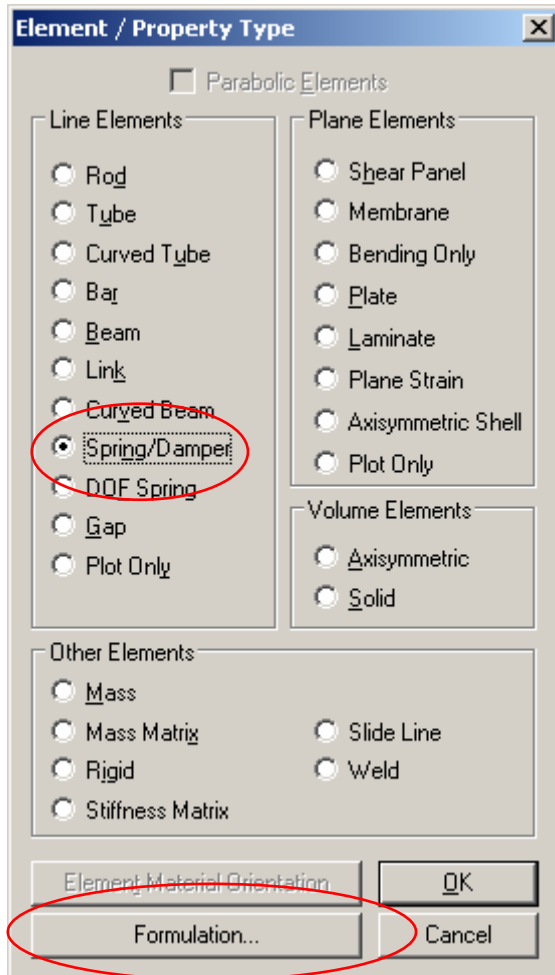 Element / Property Type
Parabolic Elements
Line Elements
Rod
Tube
Curved Tube
Bar
Beam
Link
Curved Beam
Spring/Damper
DOF Spring
Gap
Plot Only
Plane Elements
Shear Panel
Membrane
Bending Only
Plate
Laminate
Plane Strain
Axisymmetric Shell
Plot Only
Volume Elements
Axisymmetric
Solid
Other Elements
Mass
Mass Matrix
Rigid
Stiffness Matrix
Slide Line
Weld
Element Material Orientation
OK
Formulation...
Cancel